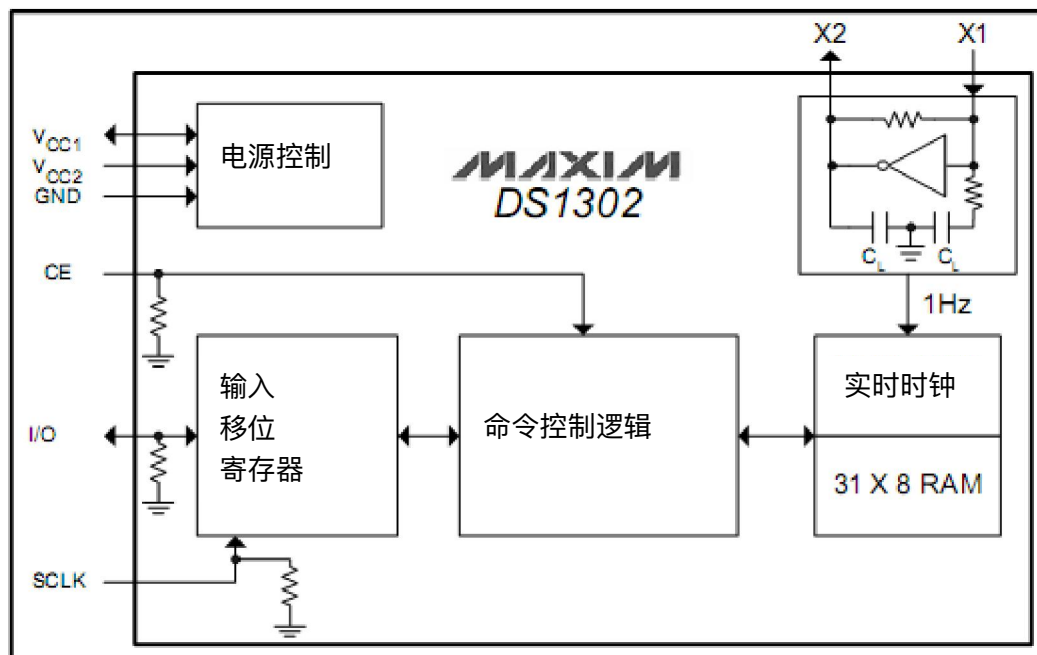 X2
X1
VCC1
VCC2
GND
电源控制
MAXIM
DS1302
CL
CL
CE
1Hz
输入
移位
寄存器
命令控制逻辑
实时时钟
31 X 8 RAM
I/O
SCLK